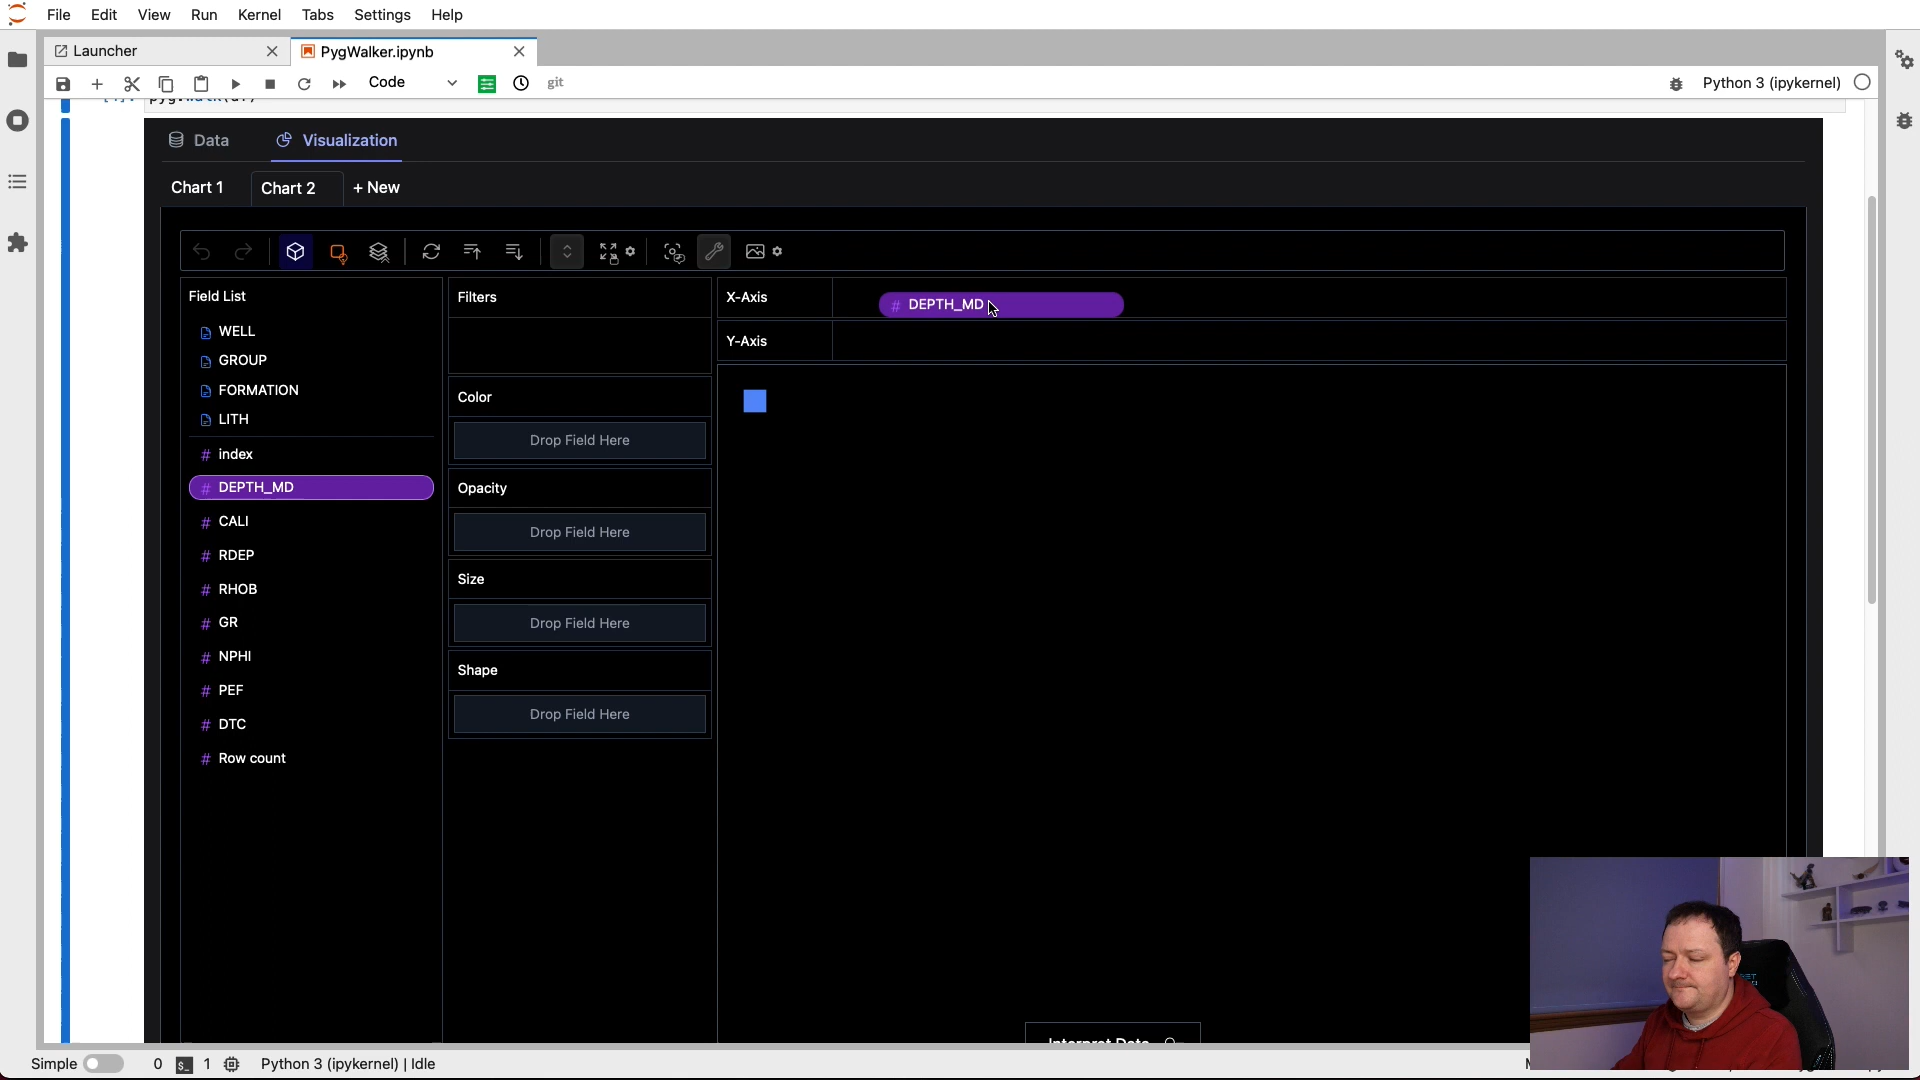 File Edit View Run Kernel Tabs Settings Help
Launcher
PygWalker.ipynb
Code
git
Python 3 (ipykernel)
Data
Visualization
Chart 1
Chart 2
+ New
Field List
WELL
GROUP
FORMATION
LITH
# index
# DEPTH_MD
# CALI
# RDEP
# RHOB
# GR
# NPHI
# PEF
# DTC
# Row count
Filters
Color
Drop Field Here
Opacity
Drop Field Here
Size
Drop Field Here
Shape
Drop Field Here
X-Axis
# DEPTH_MD
Y-Axis
Interpret Data
Simple
0
1
Python 3 (ipykernel) | Idle